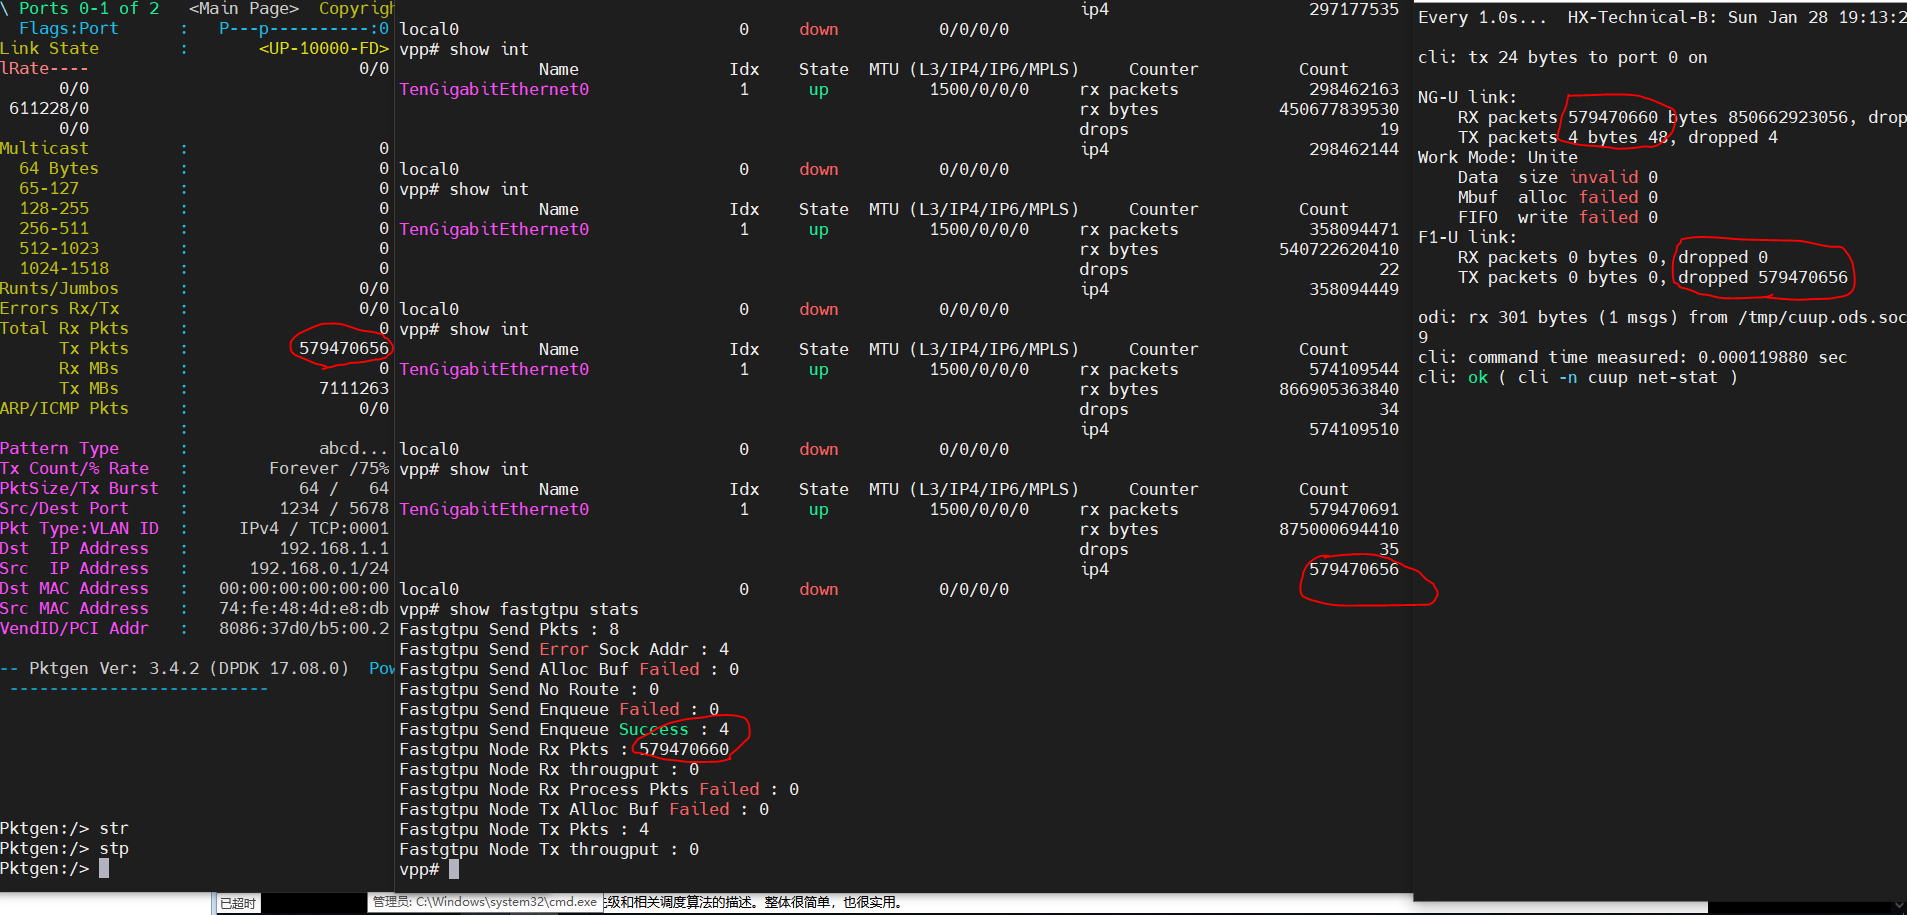 \ Ports 0-1 of 2   <Main Page>  Copyrigh
Flags:Port       :   P---p----------:0
Link State        :       <UP-10000-FD>
lRate----                           0/0
0/0
611228/0
0/0
Multicast    :    0
64 Bytes    :    0
65-127    :    0
128-255    :    0
256-511    :    0
512-1023    :    0
1024-1518    :    0
Runts/Jumbos    :    0/0
Errors Rx/Tx    :    0/0
Total Rx Pkts    :    0
Tx Pkts    :    579470656
Rx MBs    :    0
Tx MBs    :    7111263
ARP/ICMP Pkts    :    0/0
:
Pattern Type    :    abcd...
Tx Count/% Rate    :    Forever /75%
PktSize/Tx Burst    :    64 /   64
Src/Dest Port    :    1234 / 5678
Pkt Type:VLAN ID    :    IPv4 / TCP:0001
Dst  IP Address    :    192.168.1.1
Src  IP Address    :    192.168.0.1/24
Dst MAC Address    :    00:00:00:00:00:00
Src MAC Address    :    74:fe:48:4d:e8:db
VendID/PCI Addr    :    8086:37d0/b5:00.2
-- Pktgen Ver: 3.4.2 (DPDK 17.08.0)  Pow
--------------------------
Pktgen:/> str
Pktgen:/> stp
Pktgen:/>
ip4    297177535
local0    0    down    0/0/0/0
vpp# show int
Name    Idx    State  MTU (L3/IP4/IP6/MPLS)    Counter    Count
TenGigabitEthernet0    1    up    1500/0/0/0    rx packets    298462163
rx bytes    450677839530
drops    19
ip4    298462144
local0    0    down    0/0/0/0
vpp# show int
Name    Idx    State  MTU (L3/IP4/IP6/MPLS)    Counter    Count
TenGigabitEthernet0    1    up    1500/0/0/0    rx packets    358094471
rx bytes    540722620410
drops    22
ip4    358094449
local0    0    down    0/0/0/0
vpp# show int
Name    Idx    State  MTU (L3/IP4/IP6/MPLS)    Counter    Count
TenGigabitEthernet0    1    up    1500/0/0/0    rx packets    574109544
rx bytes    866905363840
drops    34
ip4    574109510
local0    0    down    0/0/0/0
vpp# show int
Name    Idx    State  MTU (L3/IP4/IP6/MPLS)    Counter    Count
TenGigabitEthernet0    1    up    1500/0/0/0    rx packets    579470691
rx bytes    875000694410
drops    35
ip4    579470656
local0    0    down    0/0/0/0
vpp# show fastgtpu stats
Fastgtpu Send Pkts : 8
Fastgtpu Send Error Sock Addr : 4
Fastgtpu Send Alloc Buf Failed : 0
Fastgtpu Send No Route : 0
Fastgtpu Send Enqueue Failed : 0
Fastgtpu Send Enqueue Success : 4
Fastgtpu Node Rx Pkts : 579470660
Fastgtpu Node Rx througput : 0
Fastgtpu Node Rx Process Pkts Failed : 0
Fastgtpu Node Tx Alloc Buf Failed : 0
Fastgtpu Node Tx Pkts : 4
Fastgtpu Node Tx througput : 0
vpp#
Every 1.0s...  HX-Technical-B: Sun Jan 28 19:13:2
cli: tx 24 bytes to port 0 on
NG-U link:
RX packets 579470660 bytes 850662923056, drop
TX packets 4 bytes 48, dropped 4
Work Mode: Unite
Data  size invalid 0
Mbuf  alloc failed 0
FIFO  write failed 0
F1-U link:
RX packets 0 bytes 0, dropped 0
TX packets 0 bytes 0, dropped 579470656
odi: rx 301 bytes (1 msgs) from /tmp/cuup.ods.soc
9
cli: command time measured: 0.000119880 sec
cli: ok ( cli -n cuup net-stat )
已超时
管理员: C:\Windows\system32\cmd.exe
级和相关调度算法的描述。整体很简单，也很实用。